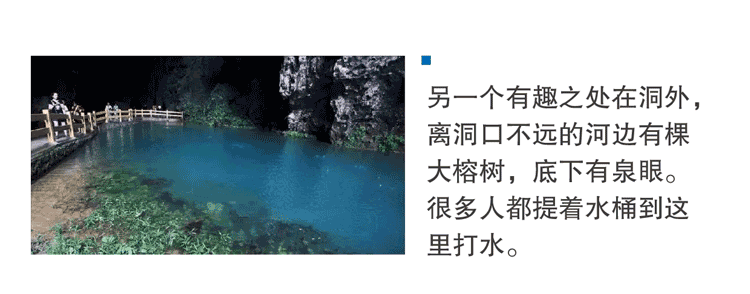 另一个有趣之处在洞外，
离洞口不远的河边有棵
大榕树，底下有泉眼。
很多人都提着水桶到这
里打水。